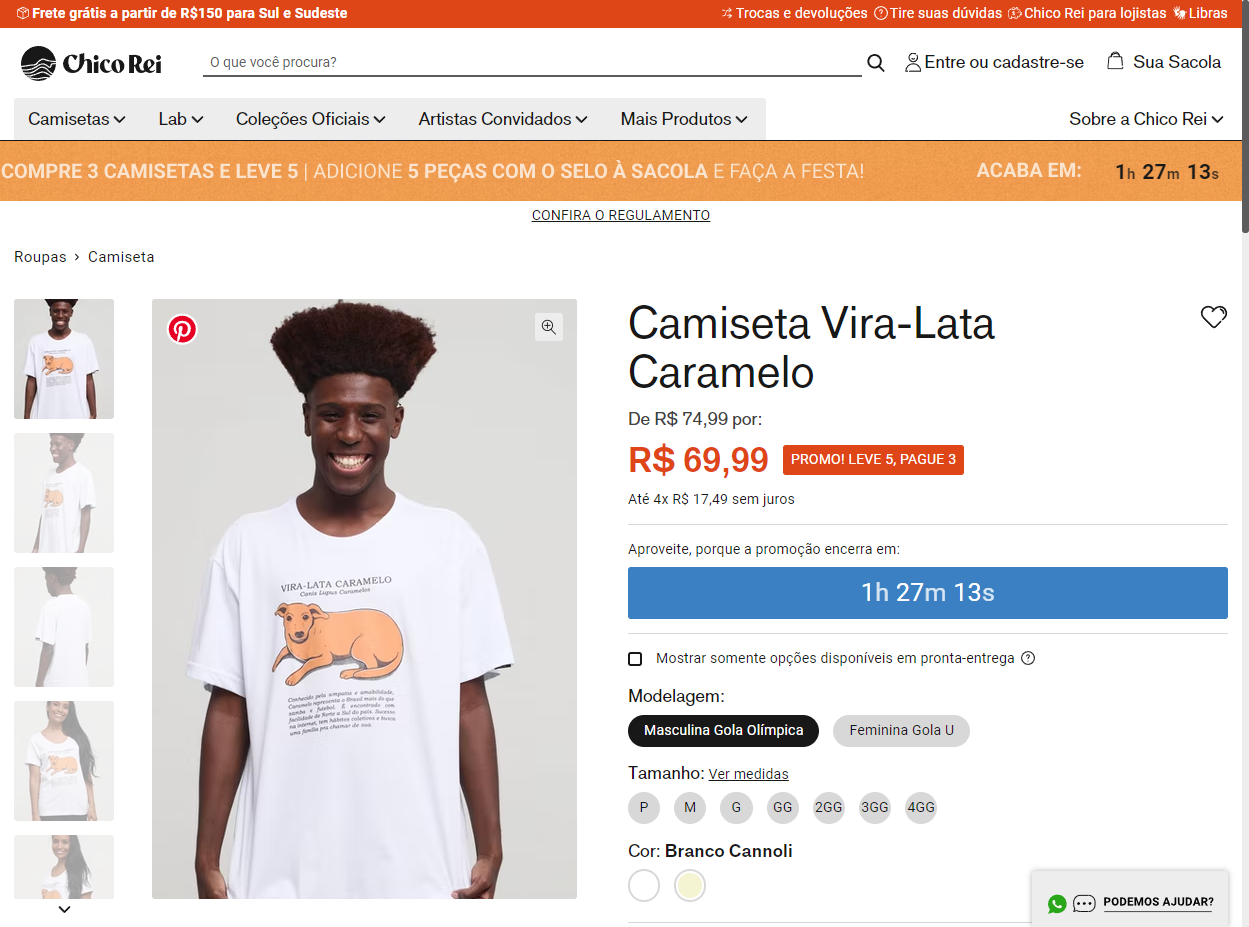 Frete grátis a partir de R$150 para Sul e Sudeste
Trocas e devoluções Tire suas dúvidas Chico Rei para lojistas Libras
Chico Rei
O que você procura?
Entre ou cadastre-se
Sua Sacola
Camisetas Lab Coleções Oficiais Artistas Convidados Mais Produtos
Sobre a Chico Rei
COMPRE 3 CAMISETAS E LEVE 5 | ADICIONE 5 PEÇAS COM O SELO À SACOLA E FAÇA A FESTA!
ACABA EM: 1h 27m 13s
CONFIRA O REGULAMENTO
Roupas › Camiseta
VIRA-LATA CARAMELO
Canis Lupus Caramelos
Conhecido pela simpatia e amabilidade,
Caramelo representa o Brasil mais do que
samba e futebol. É encontrado com
facilidade de Norte a Sul do país. Sucesso
na internet, tem hábitos coletivos e busca
uma família pra chamar de sua.
Camiseta Vira-Lata
Caramelo
De R$ 74,99 por:
R$ 69,99
PROMO! LEVE 5, PAGUE 3
Até 4x R$ 17,49 sem juros
Aproveite, porque a promoção encerra em:
1h 27m 13s
Mostrar somente opções disponíveis em pronta-entrega
Modelagem:
Masculina Gola Olímpica
Feminina Gola U
Tamanho: Ver medidas
P M G GG 2GG 3GG 4GG
Cor: Branco Cannoli
PODEMOS AJUDAR?